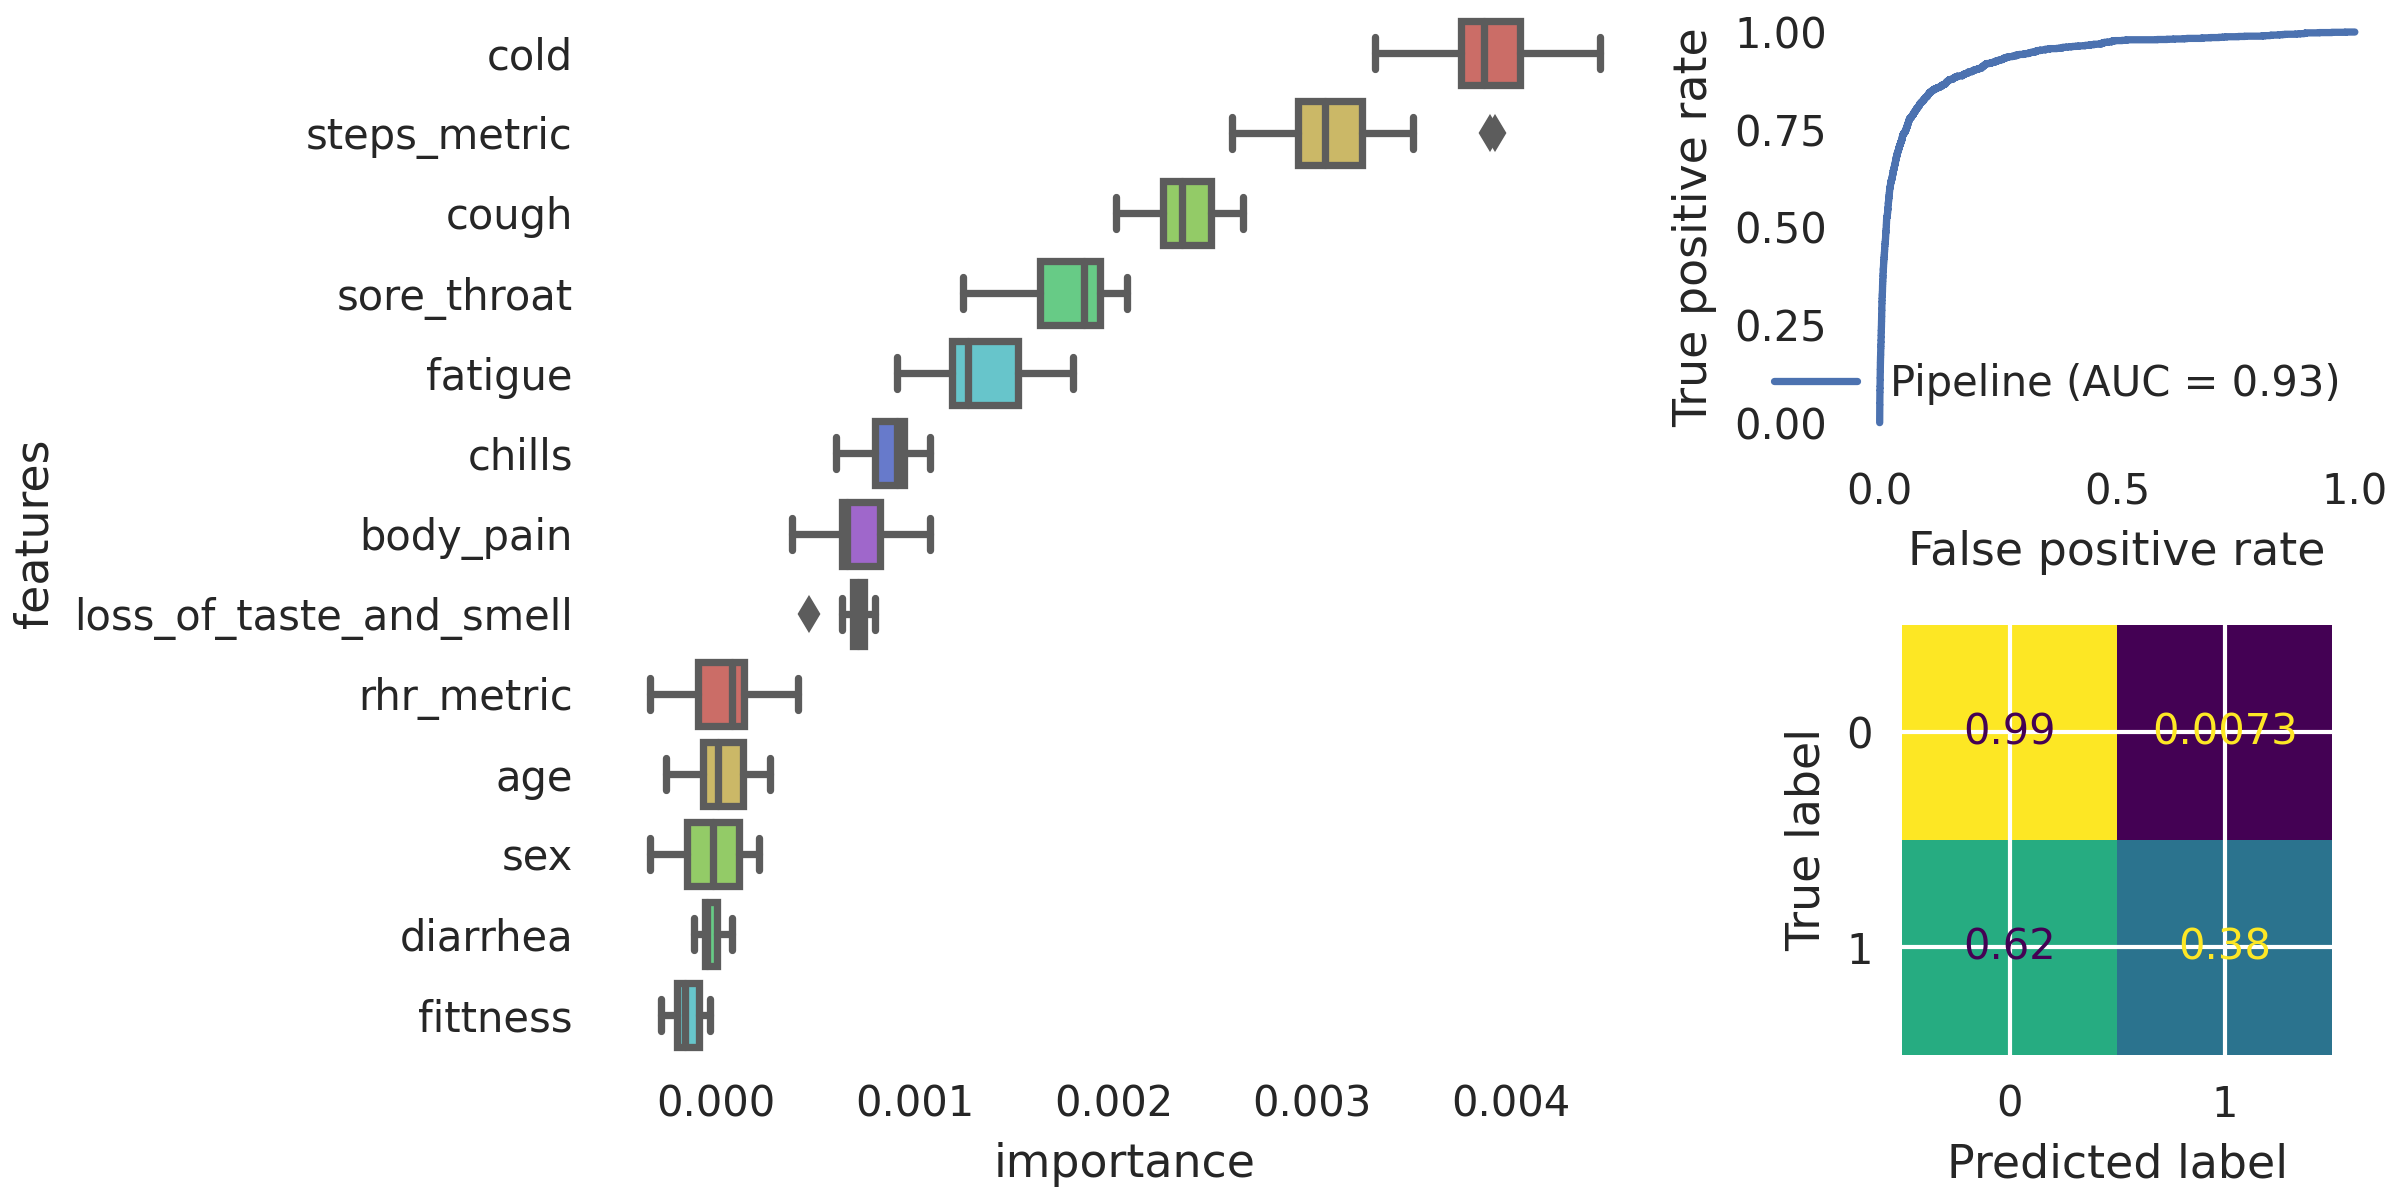 features
cold
steps_metric
cough
sore_throat
fatigue
chills
body_pain
loss_of_taste_and_smell
rhr_metric
age
sex
diarrhea
fittness
0.000 0.001 0.002 0.003 0.004
importance
True positive rate
1.00
0.75
0.50
0.25
0.00
Pipeline (AUC = 0.93)
0.0 0.5 1.0
False positive rate
True label
0 0.99 0.0073
1 0.62 0.38
0 1
Predicted label